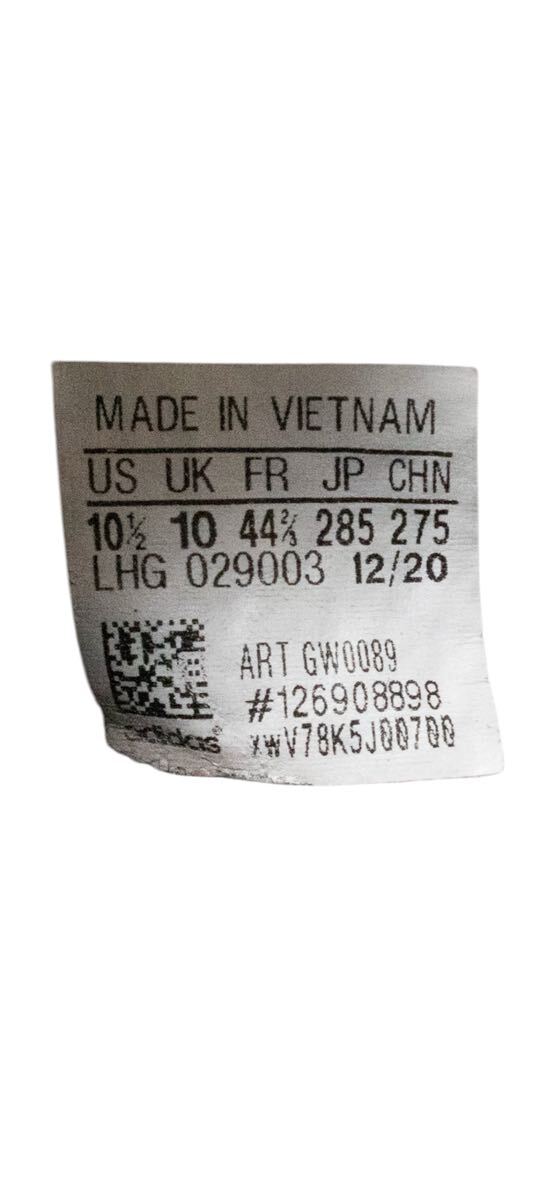 MADE IN VIETNAM
US UK FR JP CHN
10½ 10 44⅔ 285 275
LHG 029003 12/20
ART GW0089
#126908898
adidas®